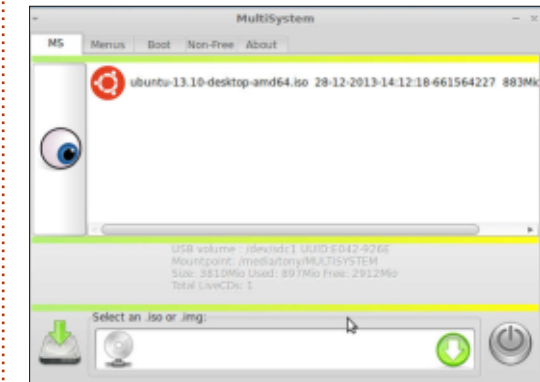 MultiSystem
MS Menus Boot Non-Free About
ubuntu-13.10-desktop-amd64.iso 28-12-2013-14:12:18-661564227 883Mic
USB volume : /dev/sdc1 UUID:E042-926E
Mountpoint: /media/tony/MULTISYSTEM
Size: 3810Mio Used: 897Mio Free: 2912Mio
Total LiveCDs: 1
Select an .iso or .img: